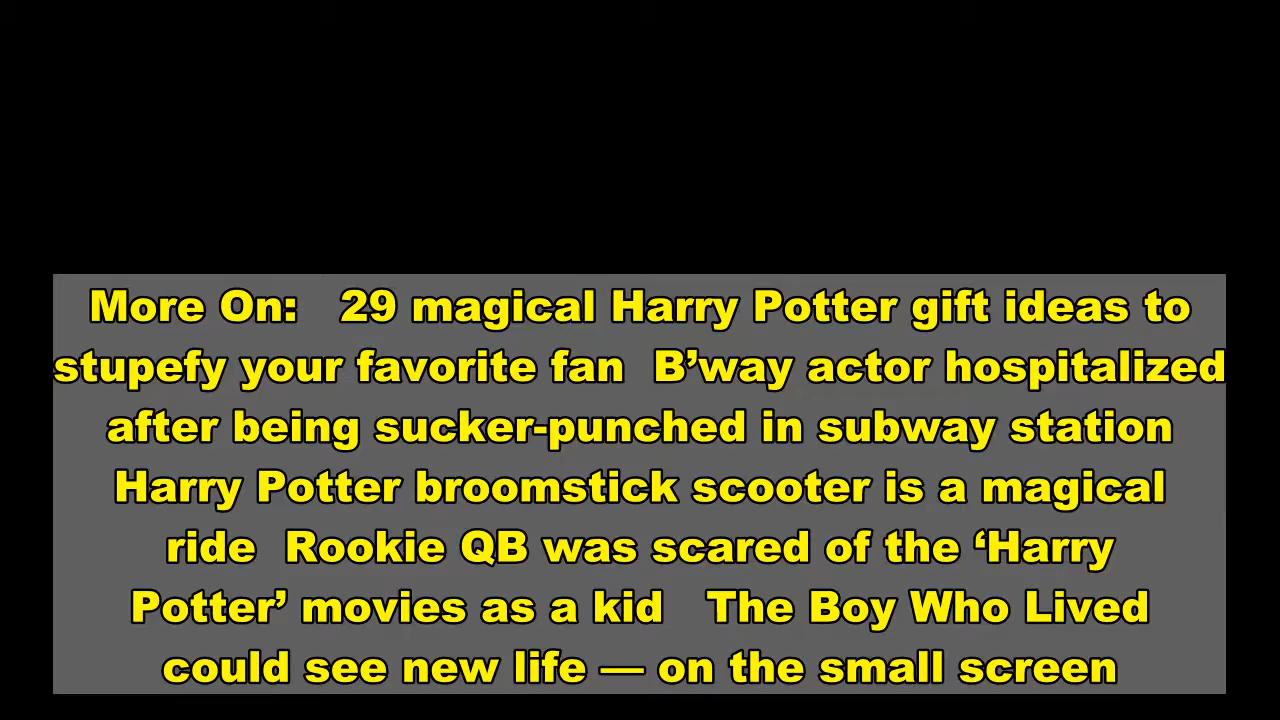 More On:   29 magical Harry Potter gift ideas to
stupefy your favorite fan  B’way actor hospitalized
after being sucker-punched in subway station
Harry Potter broomstick scooter is a magical
ride  Rookie QB was scared of the ‘Harry
Potter’ movies as a kid   The Boy Who Lived
could see new life — on the small screen